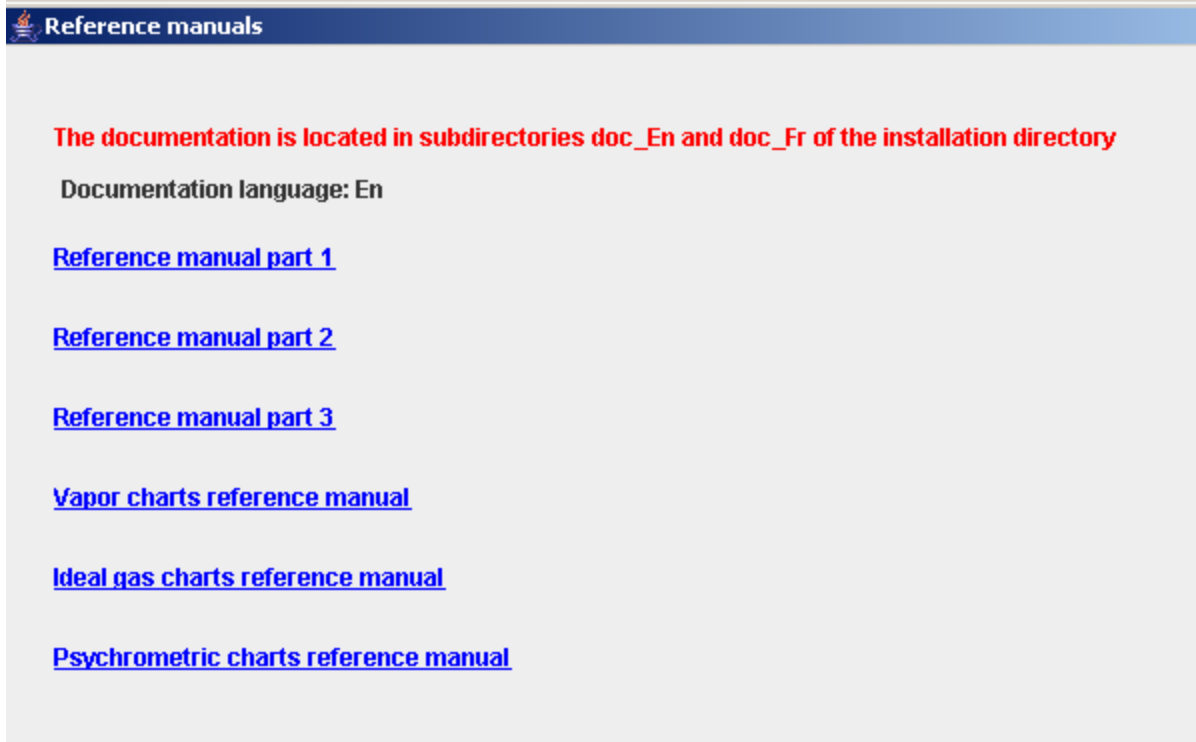 Reference manuals
The documentation is located in subdirectories doc_En and doc_Fr of the installation directory
Documentation language: En
Reference manual part 1
Reference manual part 2
Reference manual part 3
Vapor charts reference manual
Ideal gas charts reference manual
Psychrometric charts reference manual